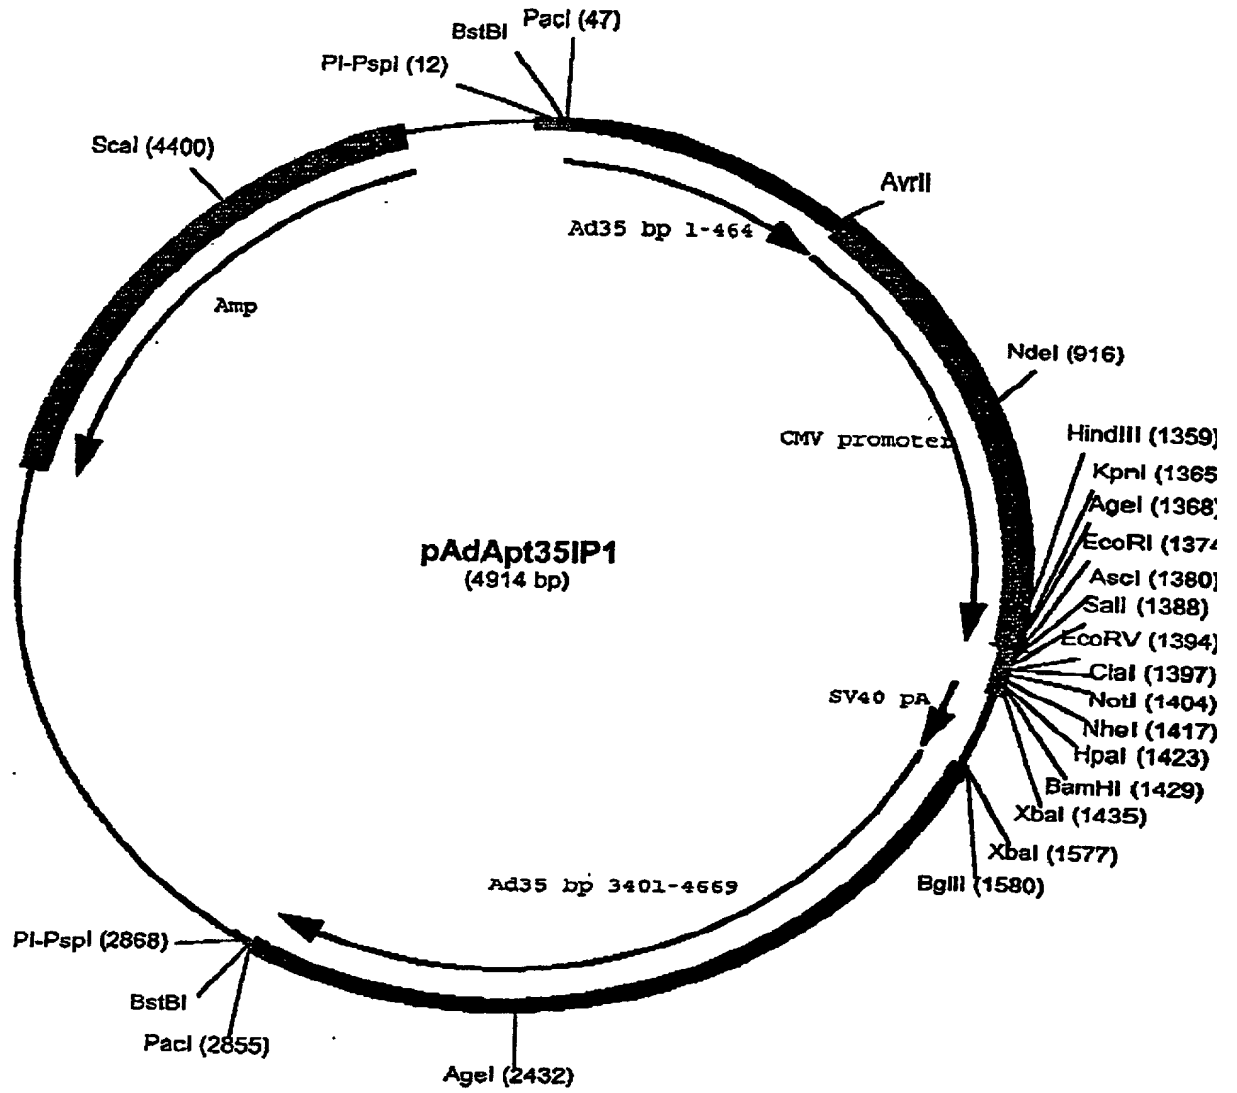 PacI (47)
BstBI
PI-PspI (12)
ScaI (4400)
AvrII
Ad35 bp 1-464
Amp
NdeI (916)
CMV promoter
HindIII (1359)
KpnI (1365
AgeI (1368)
EcoRI (1374
AscI (1380)
SalI (1388)
EcoRV (1394)
ClaI (1397)
NotI (1404)
NheI (1417)
HpaI (1423)
BamHI (1429)
XbaI (1435)
XbaI (1577)
BglII (1580)
pAdApt35IP1
(4914 bp)
SV40 pA
Ad35 bp 3401-4669
PI-PspI (2868)
BstBI
PacI (2855)
AgeI (2432)